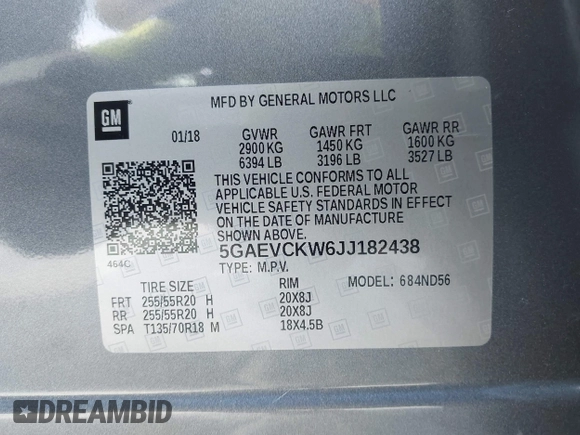 MFD BY GENERAL MOTORS LLC
GM
01/18 GVWR GAWR FRT GAWR RR
2900 KG 1450 KG 1600 KG
6394 LB 3196 LB 3527 LB
THIS VEHICLE CONFORMS TO ALL
APPLICABLE U.S. FEDERAL MOTOR
VEHICLE SAFETY STANDARDS IN EFFECT
ON THE DATE OF MANUFACTURE
SHOWN ABOVE.
464C 5GAEVCKW6JJ182438
TYPE: M.P.V.
TIRE SIZE RIM MODEL: 684ND56
FRT 255/55R20 H 20X8J
RR 255/55R20 H 20X8J
SPA T135/70R18 M 18X4.5B
DREAMBID